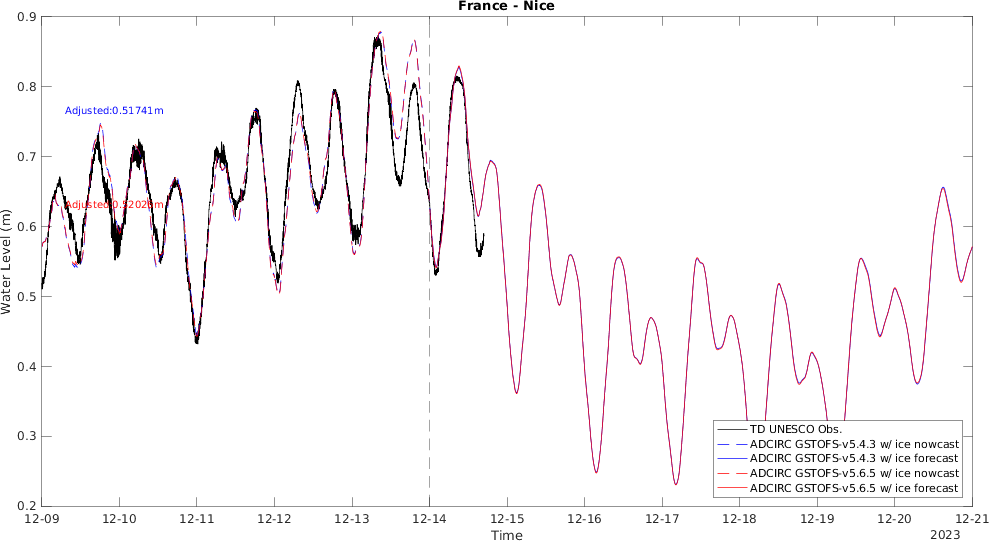 France - Nice
0.9
0.8
0.7
0.6
0.5
0.4
0.3
0.2
Water Level (m)
Adjusted:0.51741m
TD UNESCO Obs.
ADCIRC GSTOFS-v5.4.3 w/ ice nowcast
ADCIRC GSTOFS-v5.4.3 w/ ice forecast
ADCIRC GSTOFS-v5.6.5 w/ ice nowcast
ADCIRC GSTOFS-v5.6.5 w/ ice forecast
12-09 12-10 12-11 12-12 12-13 12-14 12-15 12-16 12-17 12-18 12-19 12-20 12-21
Time
2023